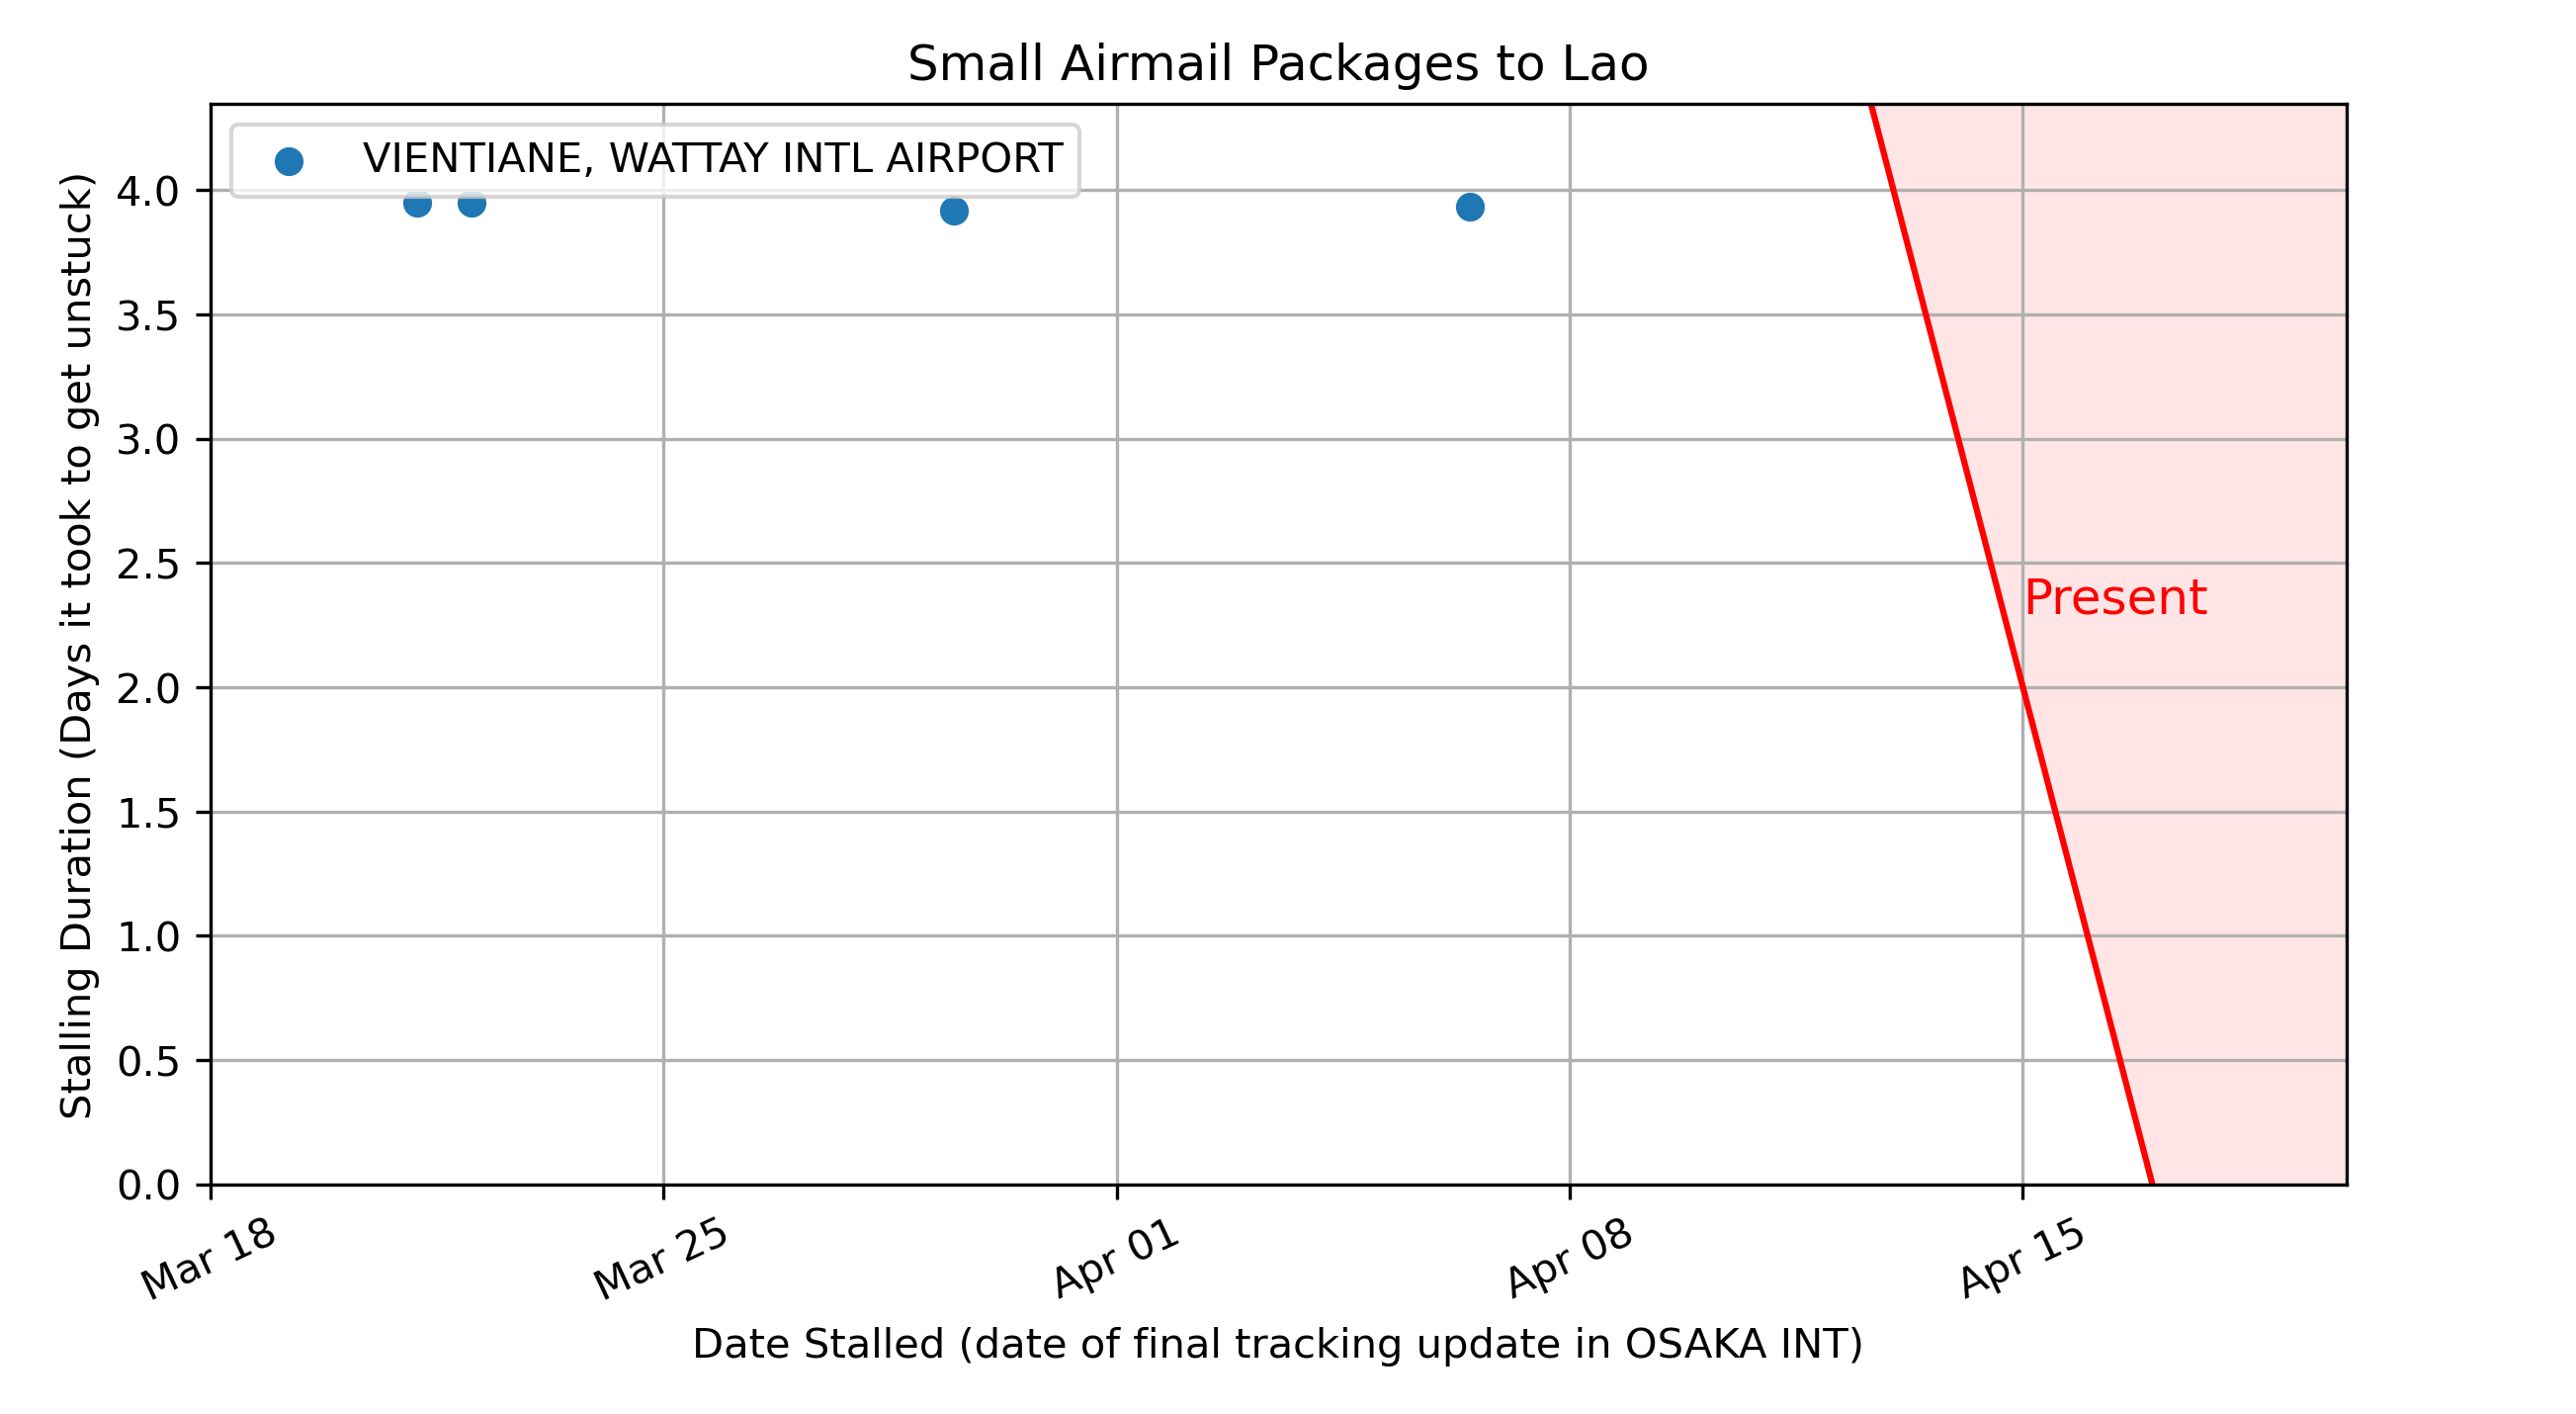 Small Airmail Packages to Lao
VIENTIANE, WATTAY INTL AIRPORT
Stalling Duration (Days it took to get unstuck)
4.0
3.5
3.0
2.5
2.0
1.5
1.0
0.5
0.0
Present
Mar 18
Mar 25
Apr 01
Apr 08
Apr 15
Date Stalled (date of final tracking update in OSAKA INT)